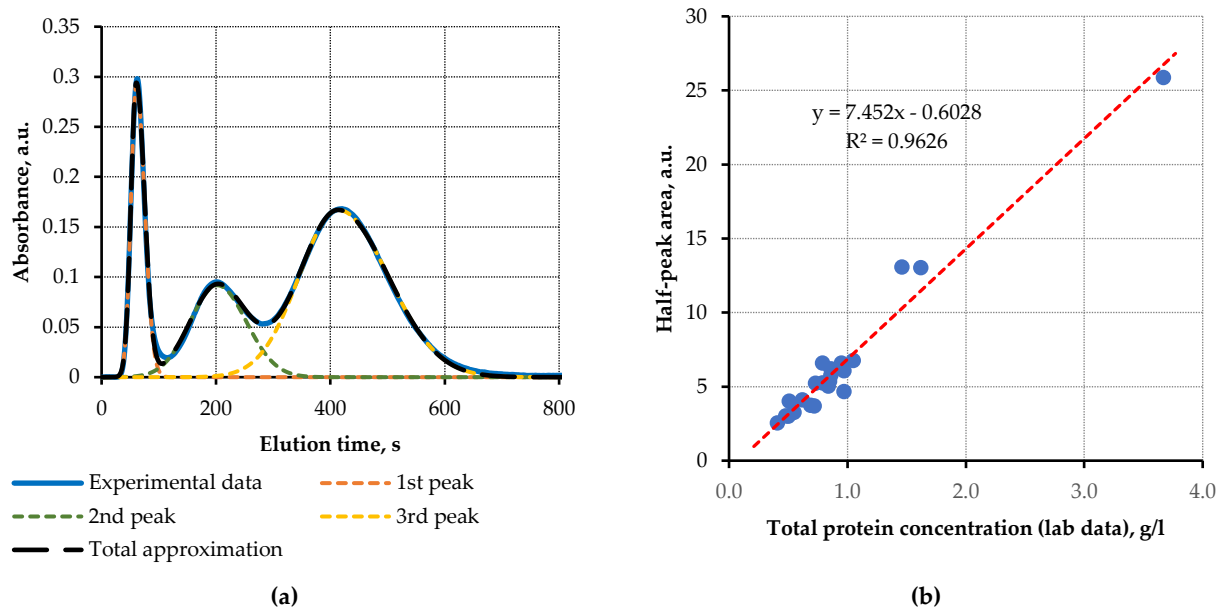 0.35
0.3
0.25
0.2
0.15
0.1
0.05
0
0 200 400 600 800
Absorbance, a.u.
Elution time, s
Experimental data 1st peak
2nd peak 3rd peak
Total approximation
(a)
30
25
20
15
10
5
0
0.0 1.0 2.0 3.0 4.0
Half-peak area, a.u.
y = 7.452x - 0.6028
R² = 0.9626
Total protein concentration (lab data), g/l
(b)